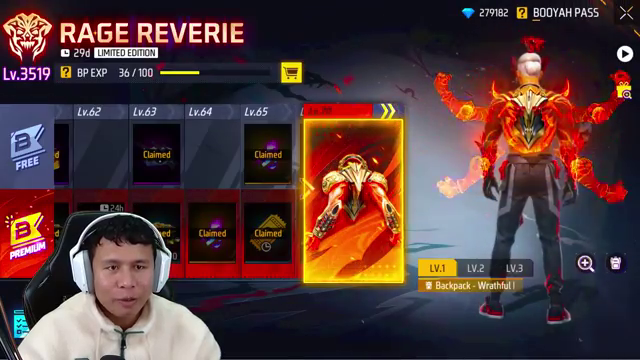 RAGE REVERIE
29d LIMITED EDITION
279182 ? BOOYAH PASS
Lv.3519 ? BP EXP 36 / 100
Lv.62 Lv.63 Lv.64 Lv.65
B
FREE
Claimed Claimed
24h
B
PREMIUM
Claimed Claimed
LV.1 LV.2 LV.3
Backpack - Wrathful I